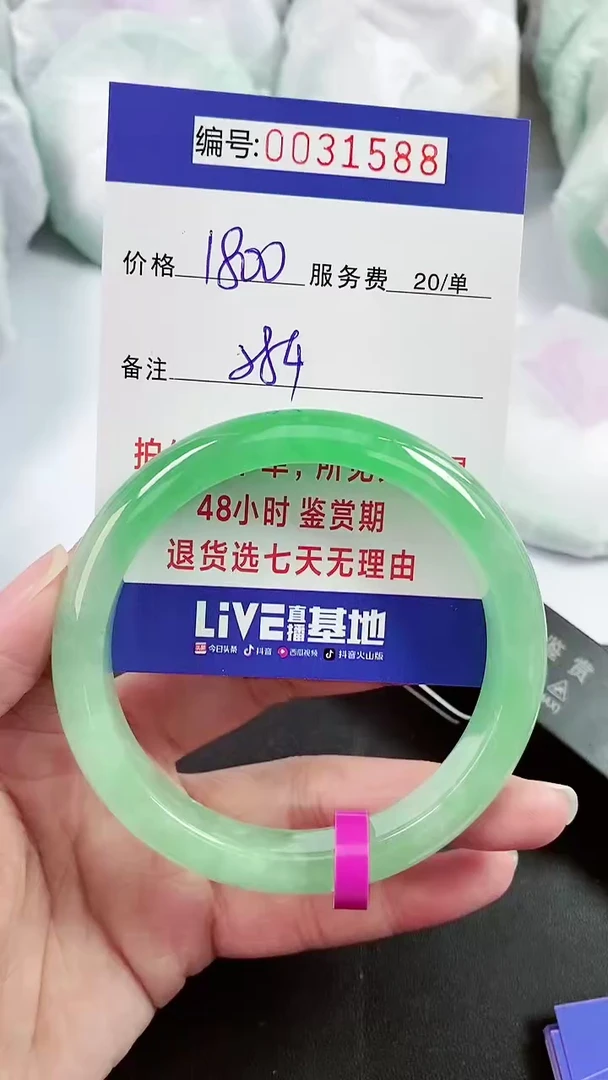 编号:0031588
价格 1800 服务费 20/单
备注
48小时 鉴赏期
退货选七天无理由
LiVE直播基地
今日头条 抖音 西瓜视频 抖音火山版
鉴赏